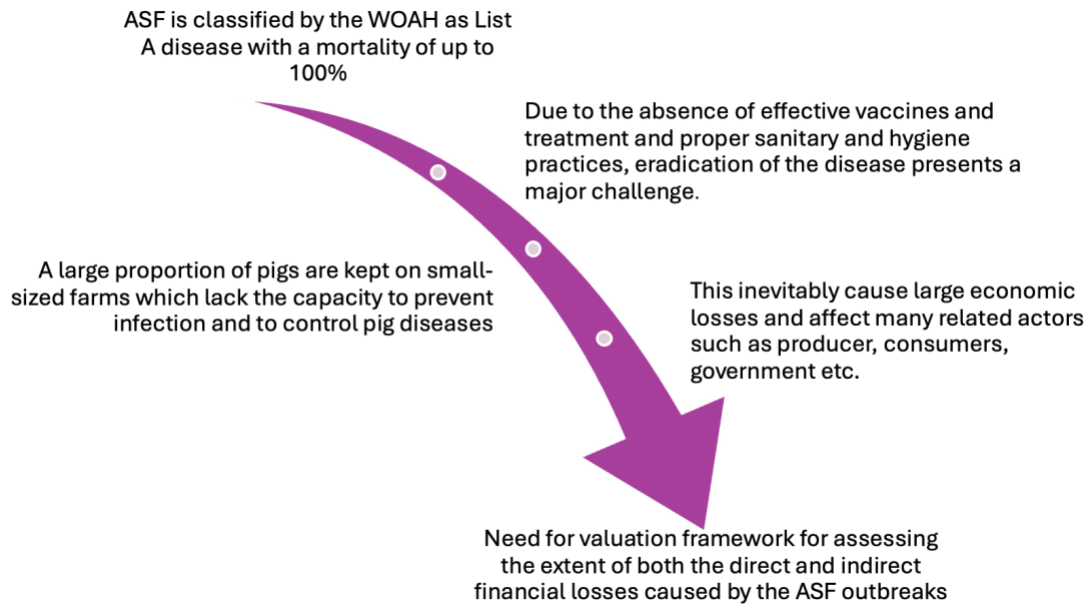 ASF is classified by the WOAH as List
A disease with a mortality of up to
100%
Due to the absence of effective vaccines and
treatment and proper sanitary and hygiene
practices, eradication of the disease presents a
major challenge.
A large proportion of pigs are kept on small-
sized farms which lack the capacity to prevent
infection and to control pig diseases
This inevitably cause large economic
losses and affect many related actors
such as producer, consumers,
government etc.
Need for valuation framework for assessing
the extent of both the direct and indirect
financial losses caused by the ASF outbreaks